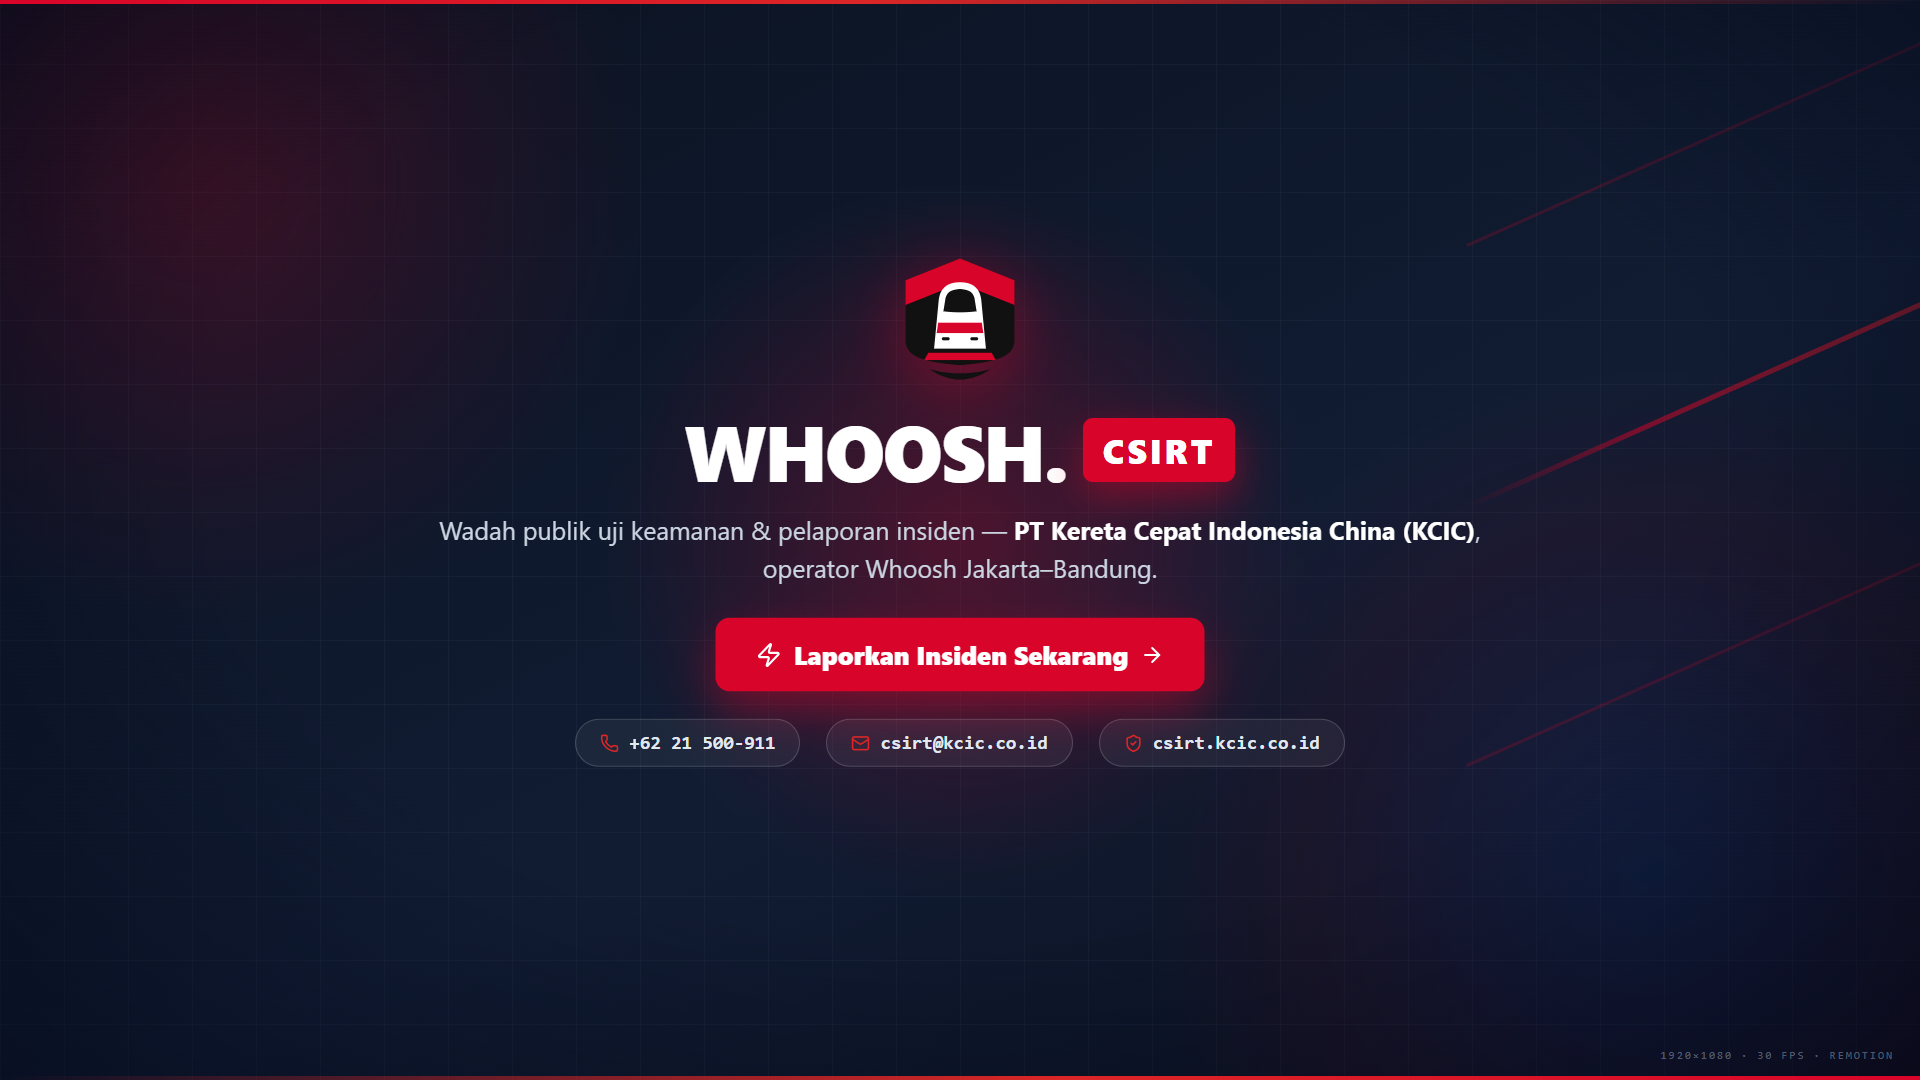 WHOOSH. CSIRT
Wadah publik uji keamanan & pelaporan insiden — PT Kereta Cepat Indonesia China (KCIC),
operator Whoosh Jakarta–Bandung.
Laporkan Insiden Sekarang →
+62 21 500-911
csirt@kcic.co.id
csirt.kcic.co.id
1920×1080 · 30 FPS · REMOTION